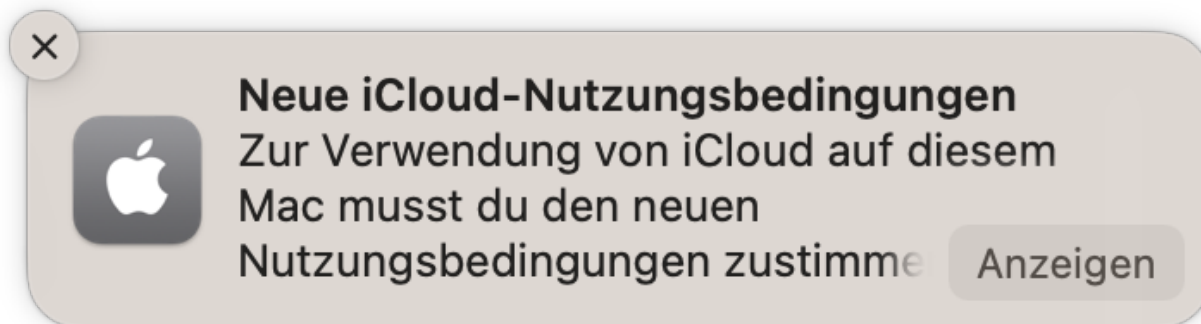 Neue iCloud-Nutzungsbedingungen
Zur Verwendung von iCloud auf diesem
Mac musst du den neuen
Nutzungsbedingungen zustimme
Anzeigen